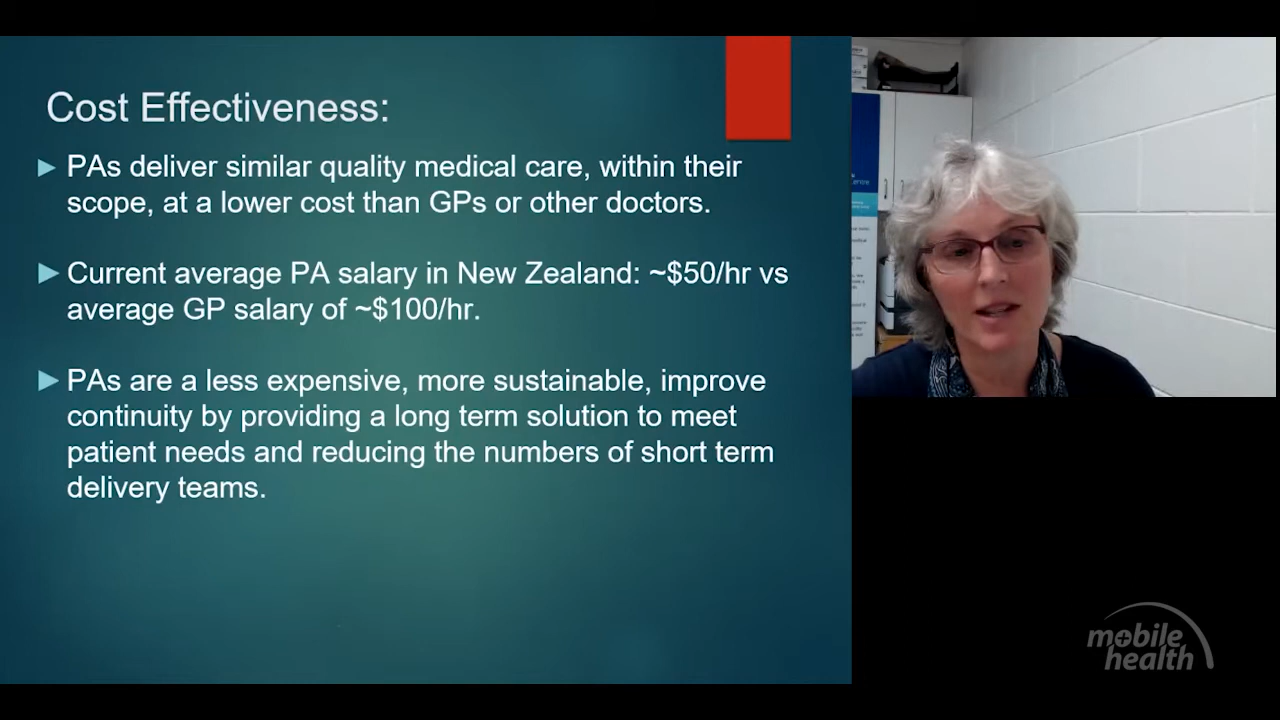 Cost Effectiveness:
PAs deliver similar quality medical care, within their
scope, at a lower cost than GPs or other doctors.
Current average PA salary in New Zealand: ~$50/hr vs
average GP salary of ~$100/hr.
PAs are a less expensive, more sustainable, improve
continuity by providing a long term solution to meet
patient needs and reducing the numbers of short term
delivery teams.
mobile
health